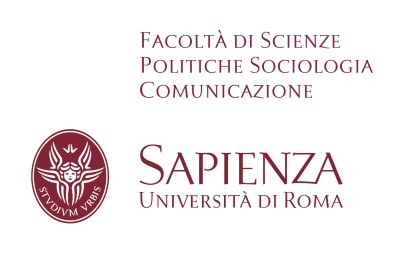 Facoltà di Scienze
Politiche Sociologia
Comunicazione
Sapienza
Università di Roma
STVDIVM VRBIS